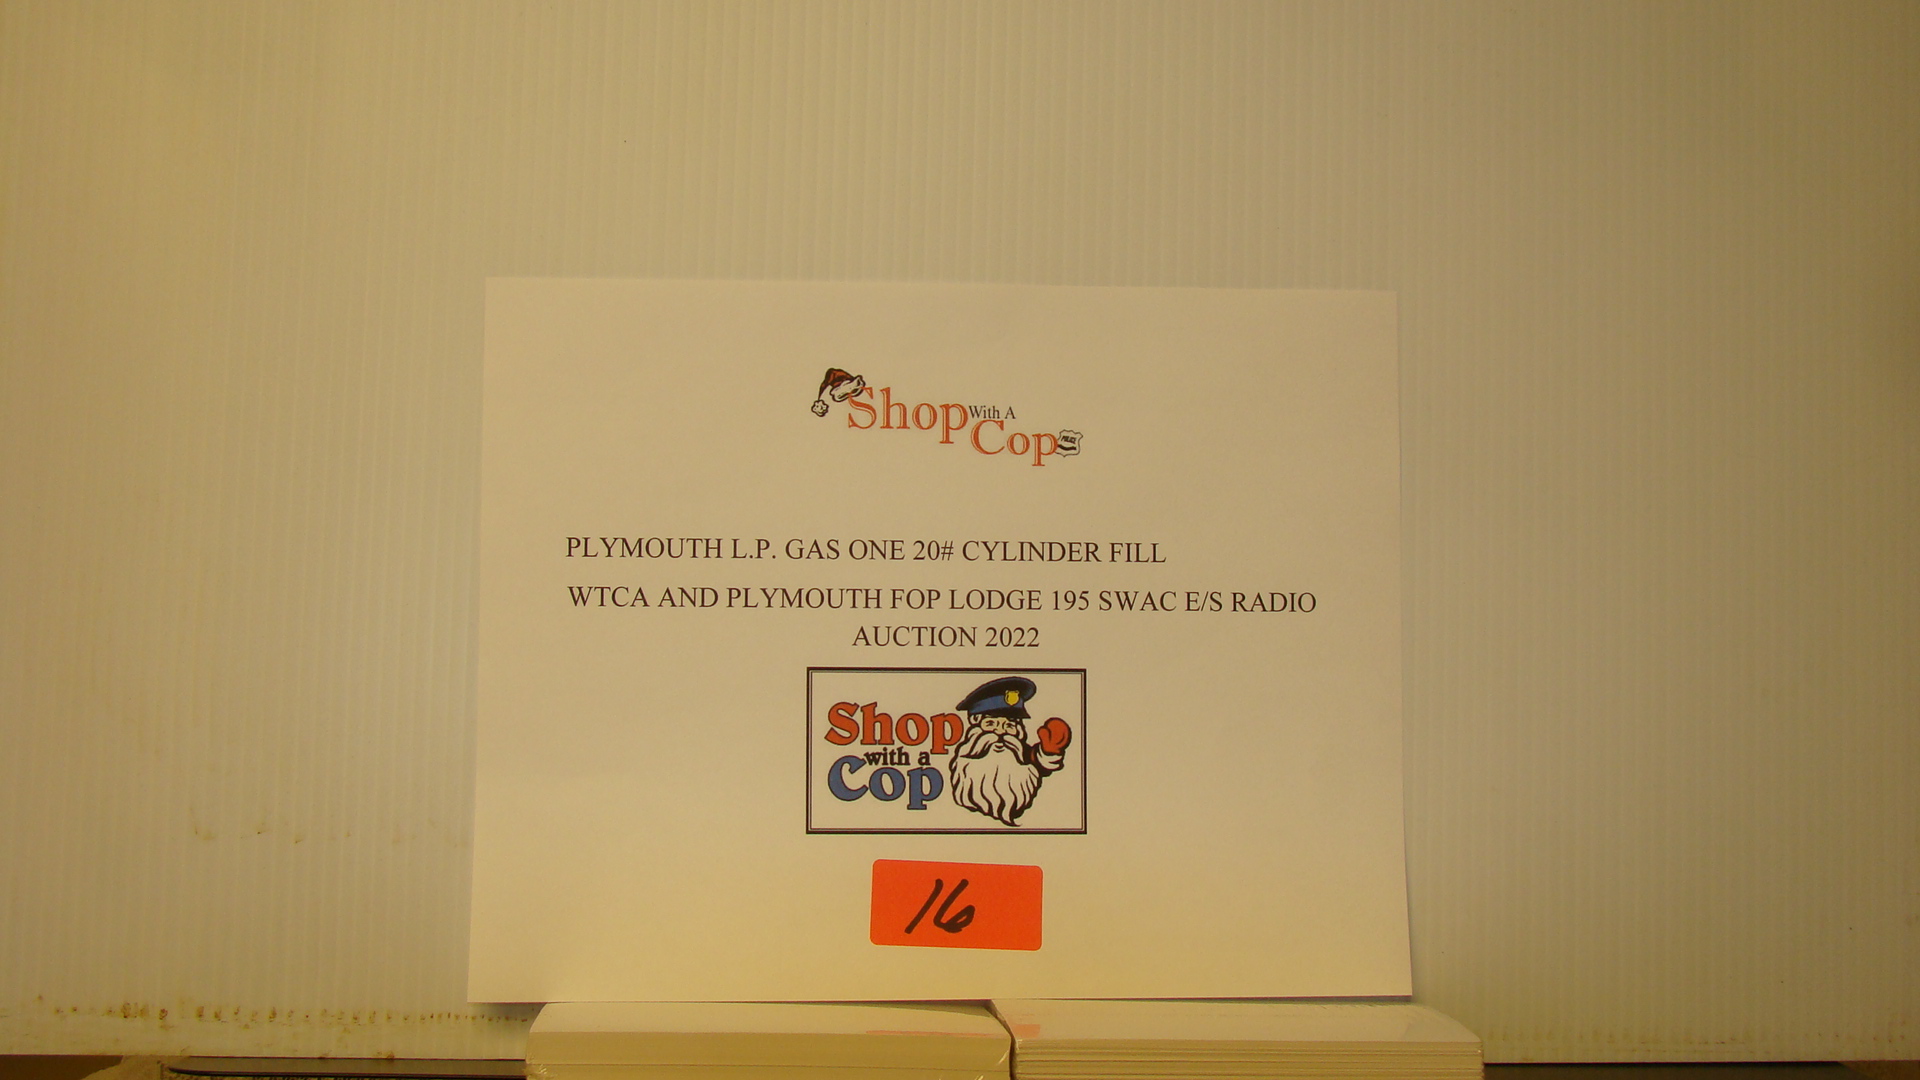 Shop With A Cop
POLICE
PLYMOUTH L.P. GAS ONE 20# CYLINDER FILL
WTCA AND PLYMOUTH FOP LODGE 195 SWAC E/S RADIO
AUCTION 2022
Shop
with a
Cop
16